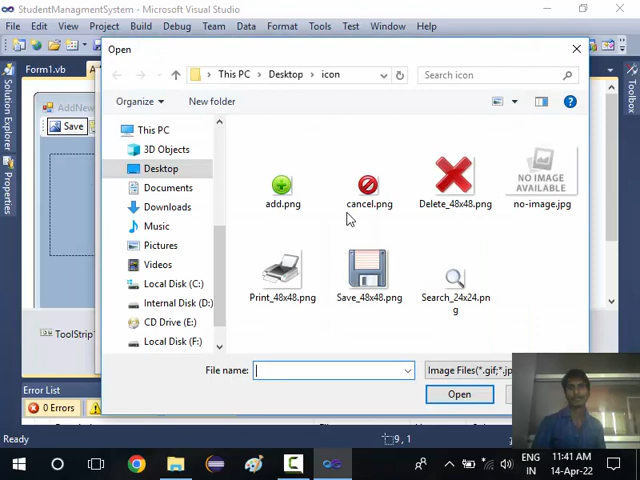 StudentManagmentSystem - Microsoft Visual Studio
File Edit View Project Build Debug Team Data Format Tools Test Window Help
Form1.vb
Solution Explorer
Properties
Toolbox
AddNew
Save
ToolStrip
Error List
0 Errors
Open
This PC > Desktop > icon
Search icon
Organize
New folder
This PC
3D Objects
Desktop
Documents
Downloads
Music
Pictures
Videos
Local Disk (C:)
Internal Disk (D:)
CD Drive (E:)
Local Disk (F:)
add.png
cancel.png
Delete_48x48.png
NO IMAGE
AVAILABLE
no-image.jpg
Print_48x48.png
Save_48x48.png
Search_24x24.pn
g
File name:
Image Files(*.gif;*.jp
Open
Ready
9, 1
ENG
IN
11:41 AM
14-Apr-22